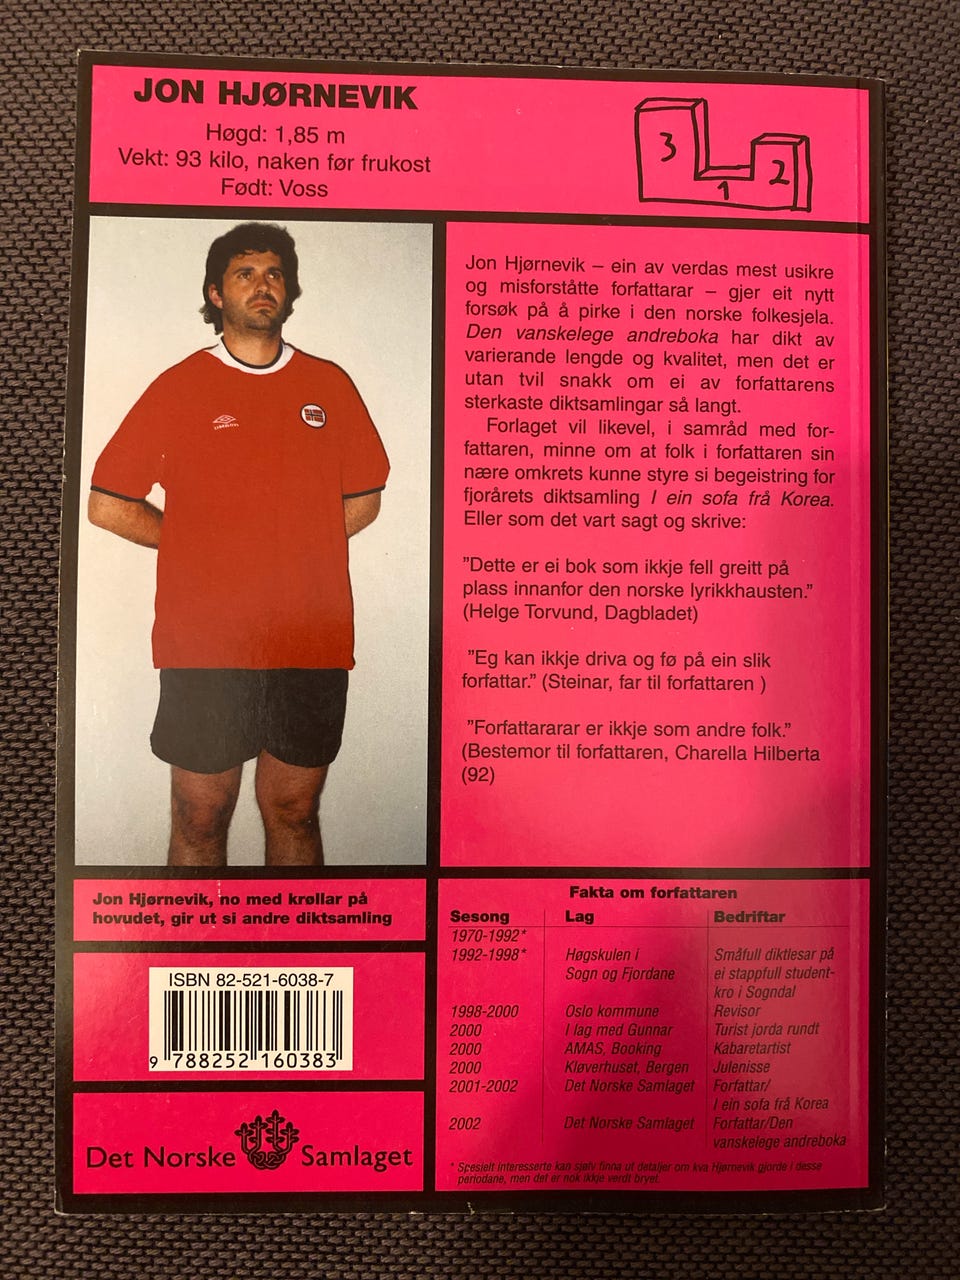 JON HJØRNEVIK
Høgd: 1,85 m
Vekt: 93 kilo, naken før frukost
Født: Voss
3
1
2
Jon Hjørnevik – ein av verdas mest usikre
og misforståtte forfattarar – gjer eit nytt
forsøk på å pirke i den norske folkesjela.
Den vanskelege andreboka har dikt av
varierande lengde og kvalitet, men det er
utan tvil snakk om ei av forfattarens
sterkaste diktsamlingar så langt.
Forlaget vil likevel, i samråd med for-
fattaren, minne om at folk i forfattaren sin
nære omkrets kunne styre si begeistring for
fjorårets diktsamling I ein sofa frå Korea.
Eller som det vart sagt og skrive:
”Dette er ei bok som ikkje fell greitt på
plass innanfor den norske lyrikkhausten.”
(Helge Torvund, Dagbladet)
”Eg kan ikkje driva og fø på ein slik
forfattar.” (Steinar, far til forfattaren )
”Forfattararar er ikkje som andre folk.”
(Bestemor til forfattaren, Charella Hilberta
(92)
Jon Hjørnevik, no med krøllar på
hovudet, gir ut si andre diktsamling
ISBN 82-521-6038-7
9 788252 160383
Det Norske Samlaget
Fakta om forfattaren
Sesong Lag Bedriftar
1970-1992*
1992-1998* Høgskulen i Småfull diktlesar på
Sogn og Fjordane ei stappfull student-
kro i Sogndal
1998-2000 Oslo kommune Revisor
2000 I lag med Gunnar Turist jorda rundt
2000 AMAS, Booking Kabaretartist
2000 Kløverhuset, Bergen Julenisse
2001-2002 Det Norske Samlaget Forfattar/
I ein sofa frå Korea
2002 Det Norske Samlaget Forfattar/Den
vanskelege andreboka
* Spesielt interesserte kan sjølv finna ut detaljer om kva Hjørnevik gjorde i desse
periodane, men det er nok ikkje verdt bryet.